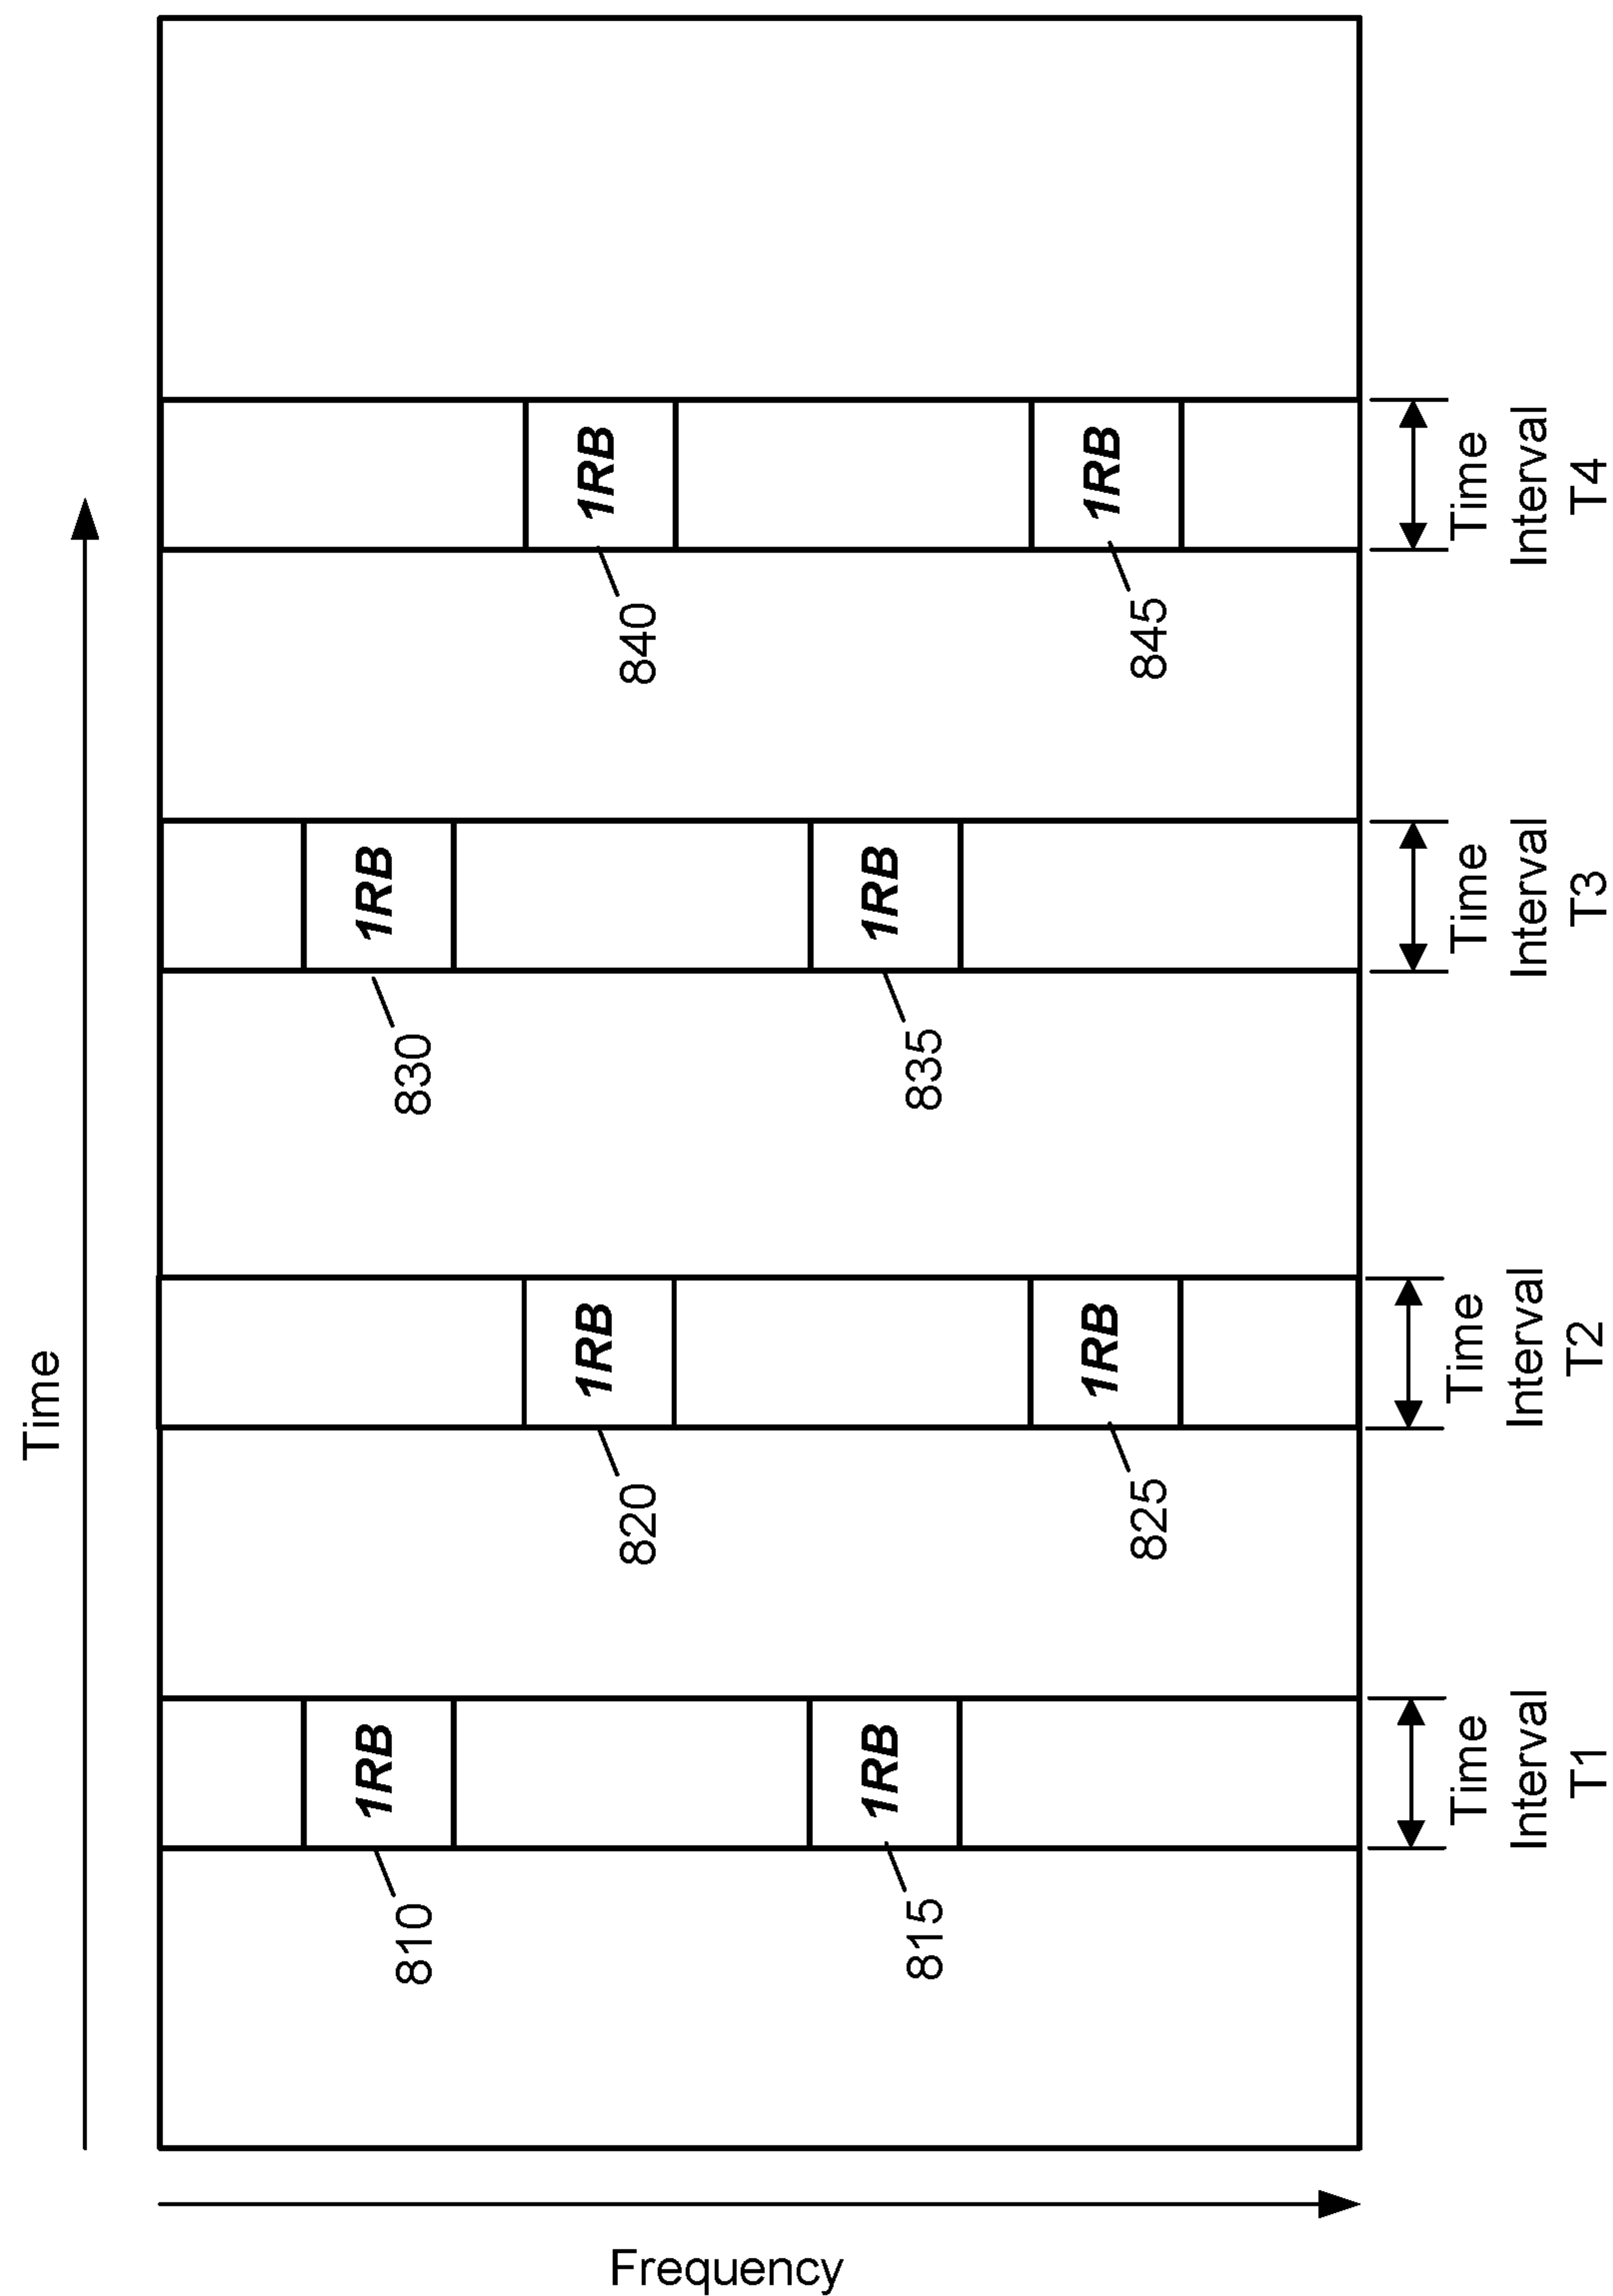 Time
1RB
1RB
840
845
1RB
1RB
830
835
1RB
1RB
820
825
1RB
1RB
810
815
Time
Interval
T4
Time
Interval
T3
Time
Interval
T2
Time
Interval
T1
Frequency